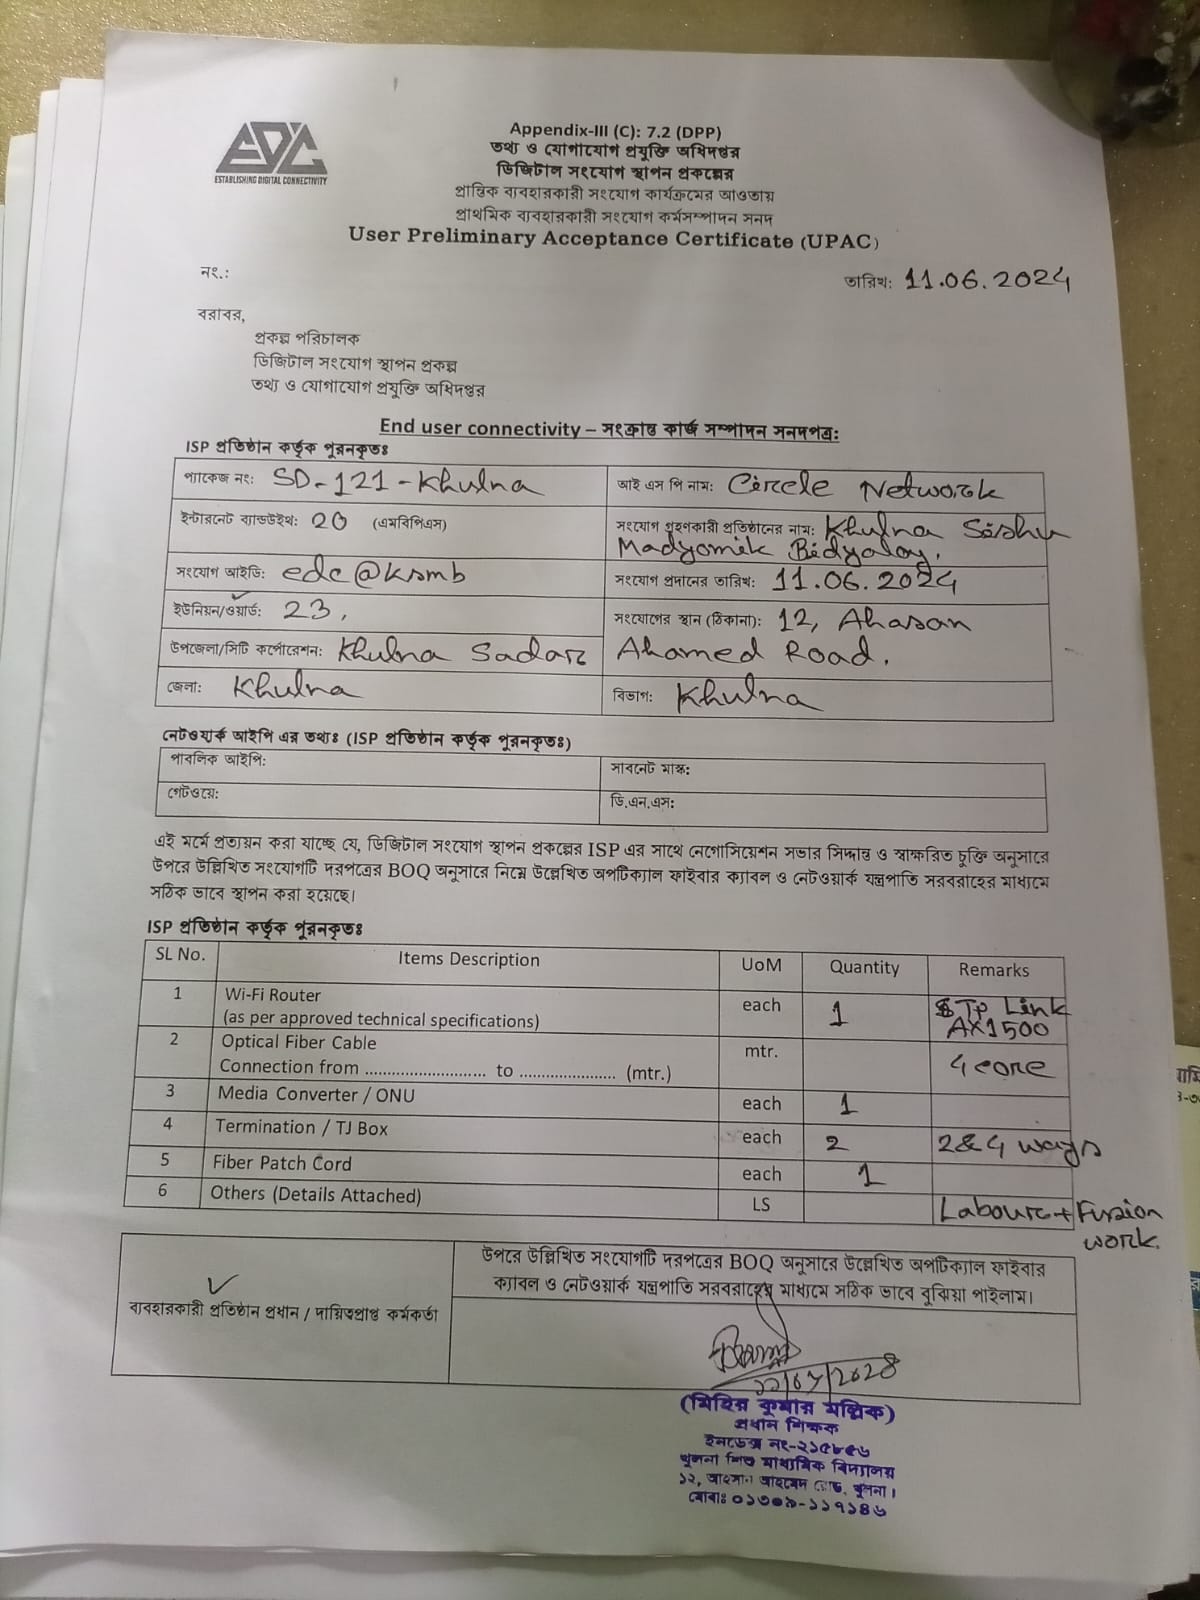 EDC
ESTABLISHING DIGITAL CONNECTIVITY
Appendix-III (C): 7.2 (DPP)
তথ্য ও যোগাযোগ প্রযুক্তি অধিদপ্তর
ডিজিটাল সংযোগ স্থাপন প্রকল্পের
প্রান্তিক ব্যবহারকারী সংযোগ কার্যক্রমের আওতায়
প্রাথমিক ব্যবহারকারী সংযোগ কর্মসম্পাদন সনদ
User Preliminary Acceptance Certificate (UPAC)
নং.:
তারিখ: 11.06.2024
বরাবর,
প্রকল্প পরিচালক
ডিজিটাল সংযোগ স্থাপন প্রকল্প
তথ্য ও যোগাযোগ প্রযুক্তি অধিদপ্তর
End user connectivity – সংক্রান্ত কার্জ সম্পাদন সনদপত্র:
ISP প্রতিষ্ঠান কর্তৃক পূরনকৃতঃ
প্যাকেজ নং: SD-121-Khulna
আই এস পি নাম: Circle Network
ইন্টারনেট ব্যান্ডউইথ: 20 (এমবিপিএস)
সংযোগ গ্রহণকারী প্রতিষ্ঠানের নাম: Khulna Sishu
Madyomik Bidyaloy.
সংযোগ আইডি: edc@ksmb
সংযোগ প্রদানের তারিখ: 11.06.2024
ইউনিয়ন/ওয়ার্ড: 23,
সংযোগের স্থান (ঠিকানা): 12, Ahasan
Ahamed Road.
উপজেলা/সিটি কর্পোরেশন: Khulna Sadar
জেলা: Khulna
বিভাগ: Khulna
নেটওয়ার্ক আইপি এর তথ্যঃ (ISP প্রতিষ্ঠান কর্তৃক পূরনকৃতঃ)
পাবলিক আইপি:
সাবনেট মাস্ক:
গেটওয়ে:
ডি.এন.এস:
এই মর্মে প্রত্যয়ন করা যাচ্ছে যে, ডিজিটাল সংযোগ স্থাপন প্রকল্পের ISP এর সাথে নেগোসিয়েশন সভার সিদ্ধান্ত ও স্বাক্ষরিত চুক্তি অনুসারে
উপরে উল্লিখিত সংযোগটি দরপত্রের BOQ অনুসারে নিম্নে উল্লেখিত অপটিক্যাল ফাইবার ক্যাবল ও নেটওয়ার্ক যন্ত্রপাতি সরবরাহের মাধ্যমে
সঠিক ভাবে স্থাপন করা হয়েছে।
ISP প্রতিষ্ঠান কর্তৃক পূরনকৃতঃ
SL No. Items Description UoM Quantity Remarks
1 Wi-Fi Router
(as per approved technical specifications) each 1 TP Link
AX1500
2 Optical Fiber Cable
Connection from ........................... to ..................... (mtr.) mtr. 4 core
3 Media Converter / ONU each 1
4 Termination / TJ Box each 2 2&4 ways
5 Fiber Patch Cord each 1
6 Others (Details Attached) LS Labour+Fusion
work.
উপরে উল্লিখিত সংযোগটি দরপত্রের BOQ অনুসারে উল্লেখিত অপটিক্যাল ফাইবার
ক্যাবল ও নেটওয়ার্ক যন্ত্রপাতি সরবরাহের মাধ্যমে সঠিক ভাবে বুঝিয়া পাইলাম।
ব্যবহারকারী প্রতিষ্ঠান প্রধান / দায়িত্বপ্রাপ্ত কর্মকর্তা
(মিহির কুমার মল্লিক)
প্রধান শিক্ষক
ইনডেক্স নং-২১৫৮৫৬
খুলনা শিশু মাধ্যমিক বিদ্যালয়
১২, আহসান আহমেদ রোড, খুলনা।
মোবাঃ ০১৩০৯-১১৭১৪৬